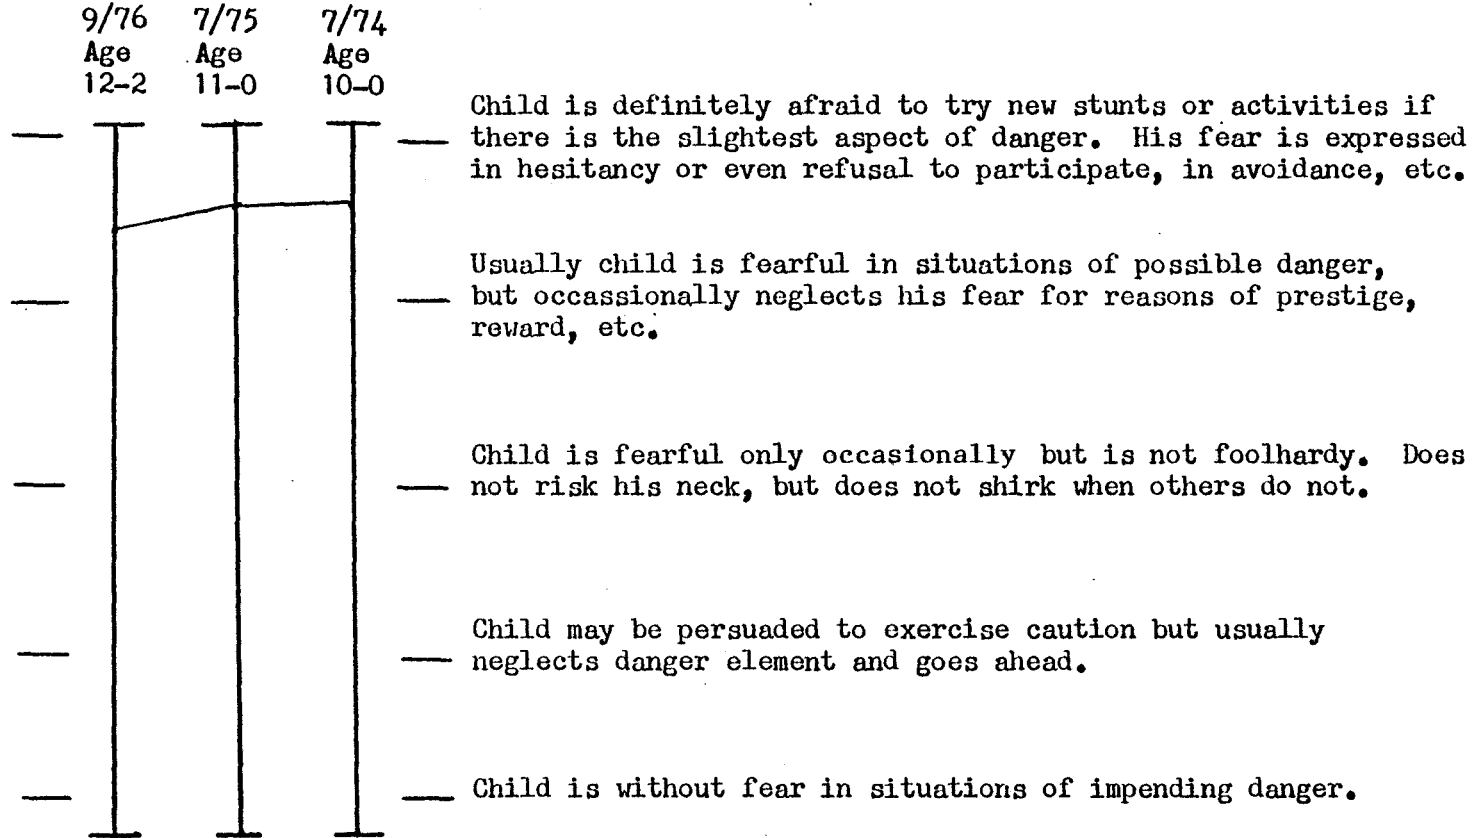 9/76 7/75 7/74
Age Age Age
12-2 11-0 10-0
Child is definitely afraid to try new stunts or activities if
there is the slightest aspect of danger. His fear is expressed
in hesitancy or even refusal to participate, in avoidance, etc.
Usually child is fearful in situations of possible danger,
but occassionally neglects his fear for reasons of prestige,
reward, etc.
Child is fearful only occasionally but is not foolhardy. Does
not risk his neck, but does not shirk when others do not.
Child may be persuaded to exercise caution but usually
neglects danger element and goes ahead.
Child is without fear in situations of impending danger.